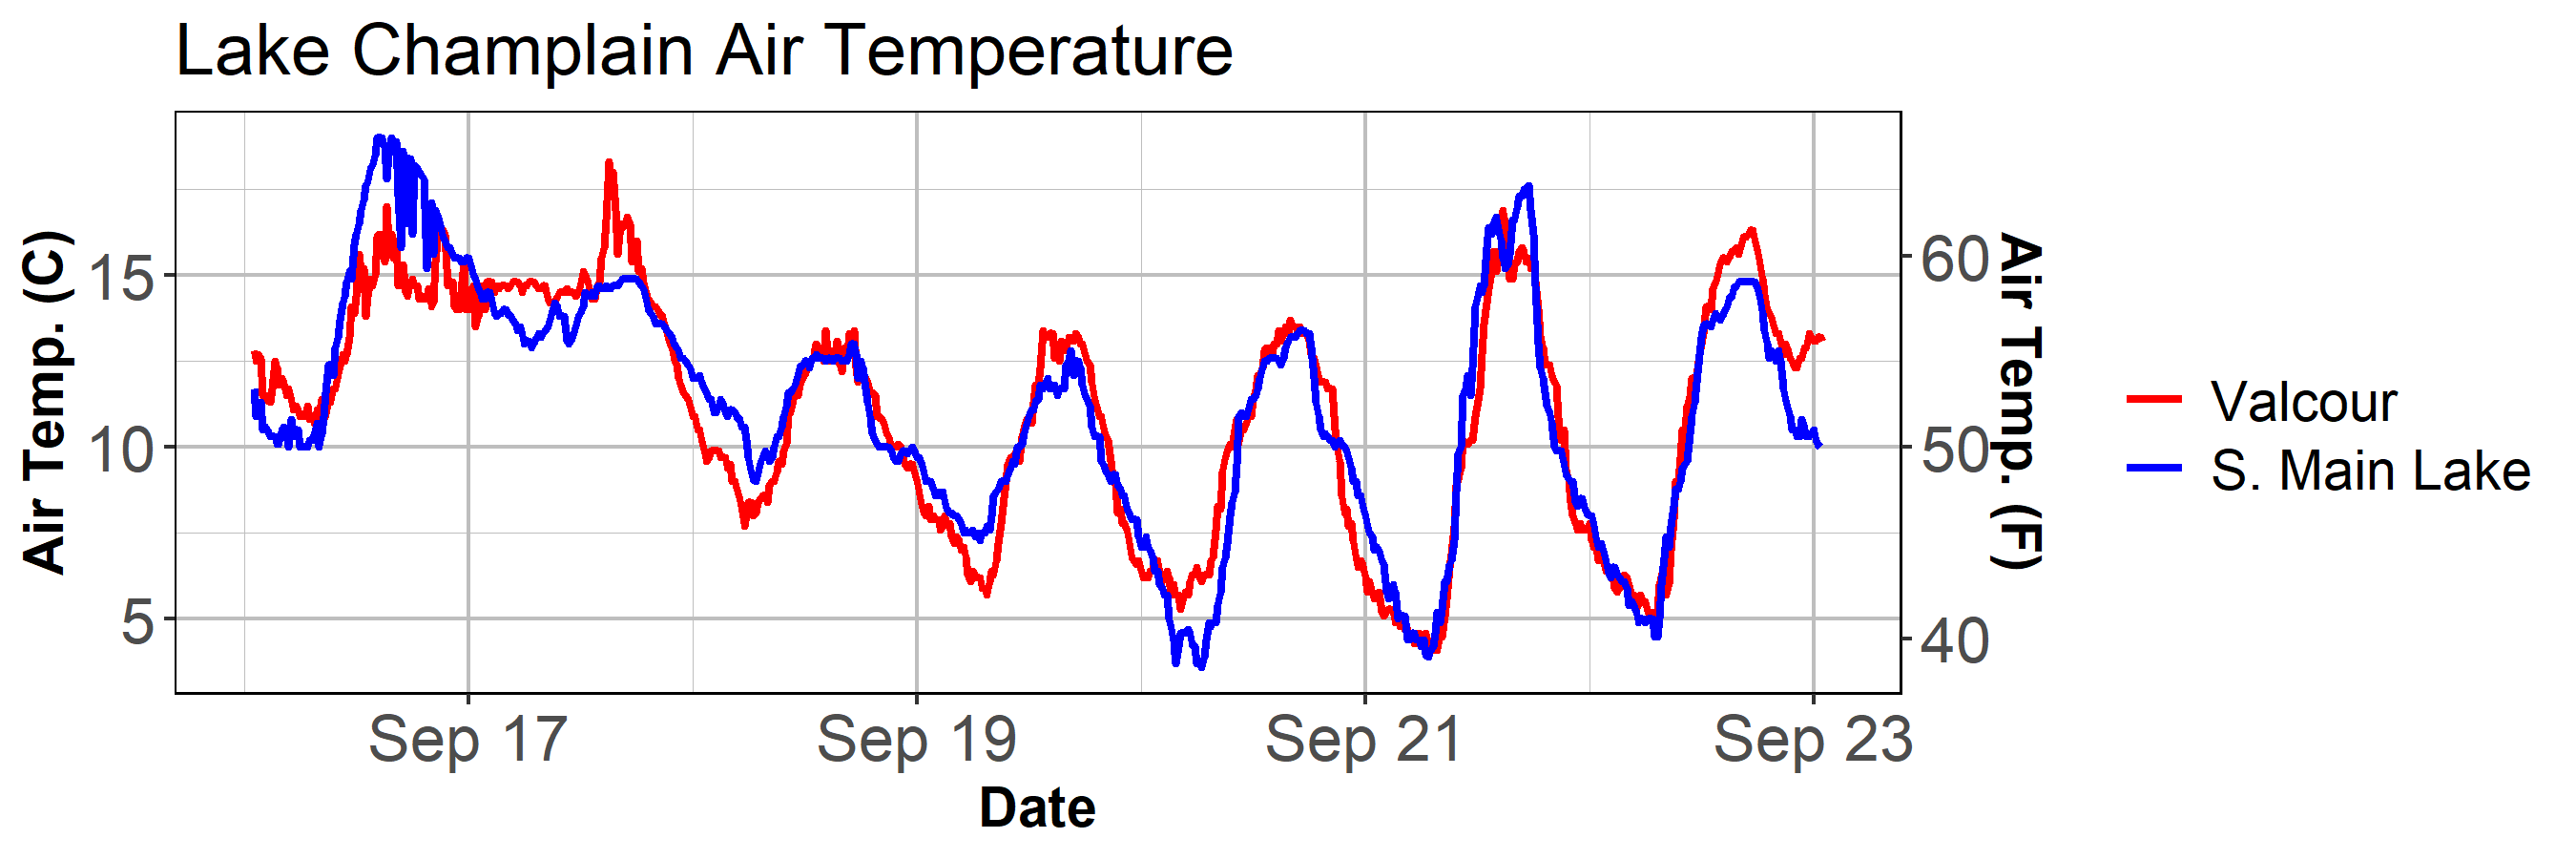 Lake Champlain Air Temperature
Air Temp. (C)
15
10
5
60
50
40
Air Temp. (F)
Valcour
S. Main Lake
Sep 17
Sep 19
Sep 21
Sep 23
Date